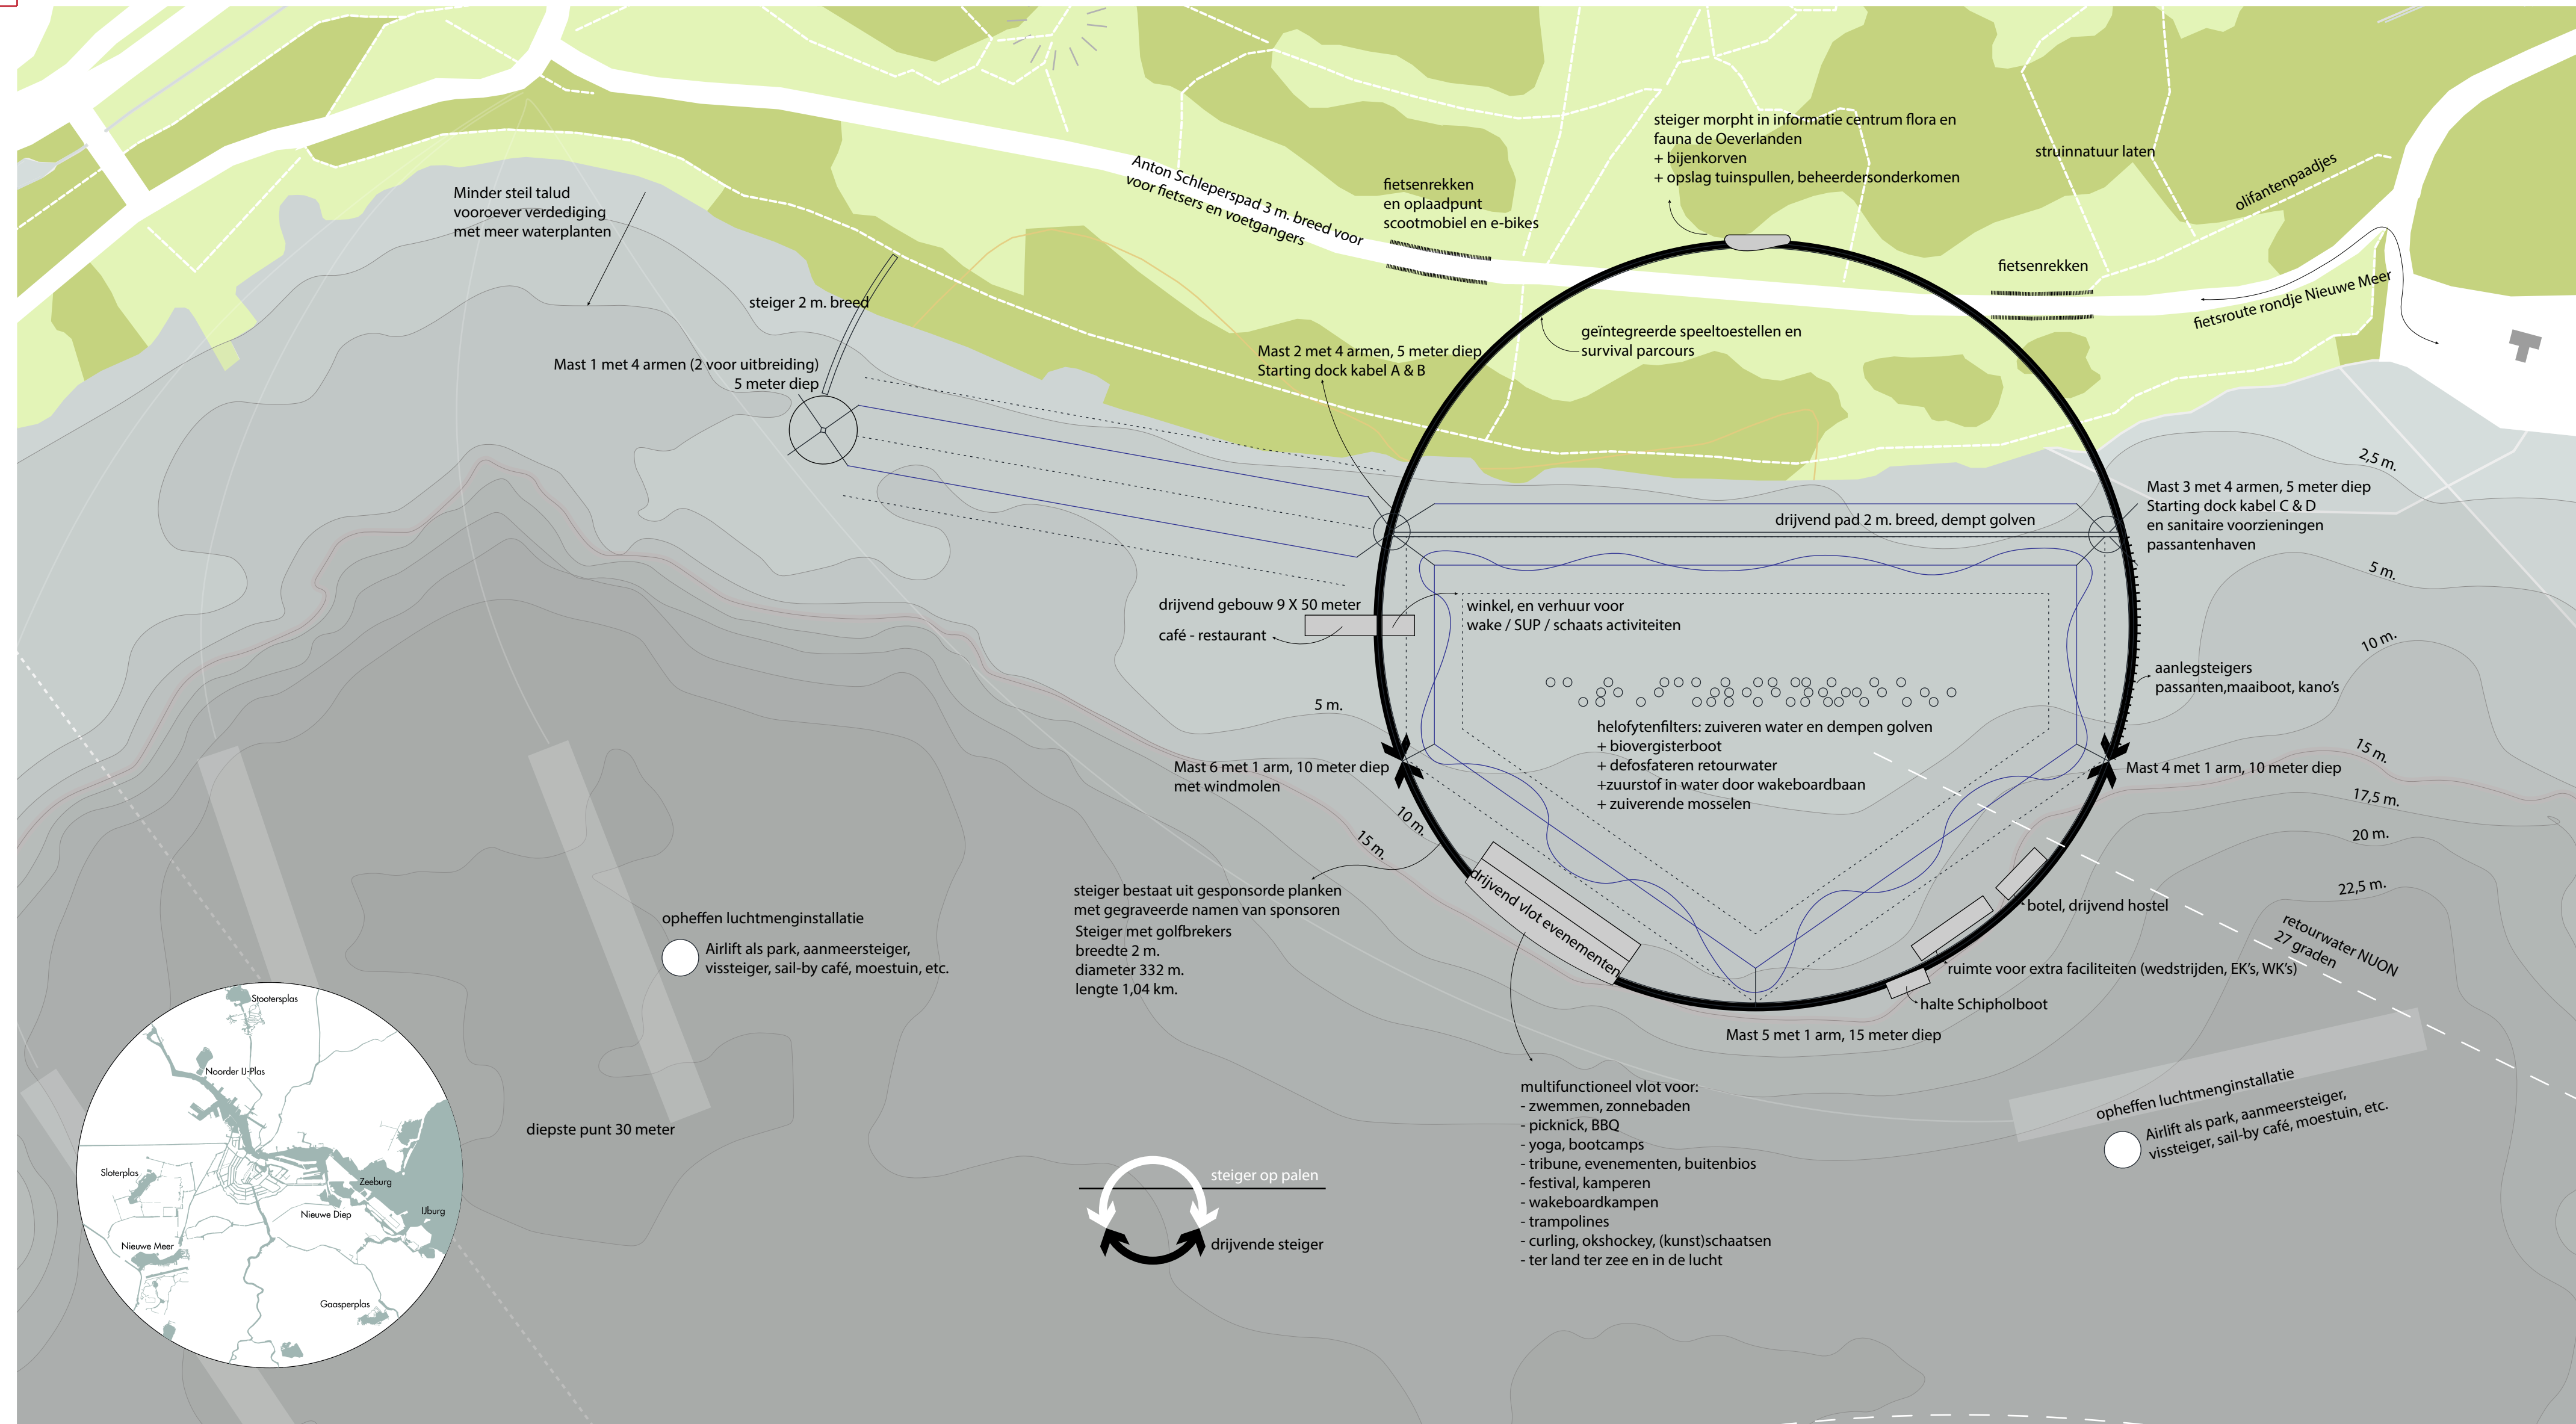 steiger morpht in informatie centrum flora en
fauna de Oeverlanden
+ bijenkorven
+ opslag tuinspullen, beheerdersonderkomen
struinnatuur laten
olifantenpaadjes
Anton Schleperspad 3 m. breed voor
voor fietsers en voetgangers
fietsenrekken
en oplaadpunt
scootmobiel en e-bikes
Minder steil talud
vooroever verdediging
met meer waterplanten
fietsenrekken
fietsroute rondje Nieuwe Meer
steiger 2 m. breed
geïntegreerde speeltoestellen en
survival parcours
Mast 1 met 4 armen (2 voor uitbreiding)
5 meter diep
Mast 2 met 4 armen, 5 meter diep
Starting dock kabel A & B
2,5 m.
Mast 3 met 4 armen, 5 meter diep
Starting dock kabel C & D
en sanitaire voorzieningen
passantenhaven
drijvend pad 2 m. breed, dempt golven
5 m.
drijvend gebouw 9 X 50 meter
café - restaurant
winkel, en verhuur voor
wake / SUP / schaats activiteiten
10 m.
aanlegsteigers
passanten,maaiboot, kano's
5 m.
helofytenfilters: zuiveren water en dempen golven
+ biovergisterboot
+ defosfateren retourwater
+zuurstof in water door wakeboardbaan
+ zuiverende mosselen
Mast 6 met 1 arm, 10 meter diep
met windmolen
15 m.
Mast 4 met 1 arm, 10 meter diep
17,5 m.
10 m.
15 m.
20 m.
22,5 m.
steiger bestaat uit gesponsorde planken
met gegraveerde namen van sponsoren
Steiger met golfbrekers
breedte 2 m.
diameter 332 m.
lengte 1,04 km.
drijvend vlot evenementen
botel, drijvend hostel
retourwater NUON
27 graden
ruimte voor extra faciliteiten (wedstrijden, EK's, WK's)
halte Schipholboot
Mast 5 met 1 arm, 15 meter diep
opheffen luchtmenginstallatie
Airlift als park, aanmeersteiger,
vissteiger, sail-by café, moestuin, etc.
diepste punt 30 meter
multifunctioneel vlot voor:
- zwemmen, zonnebaden
- picknick, BBQ
- yoga, bootcamps
- tribune, evenementen, buitenbios
- festival, kamperen
- wakeboardkampen
- trampolines
- curling, okshockey, (kunst)schaatsen
- ter land ter zee en in de lucht
opheffen luchtmenginstallatie
Airlift als park, aanmeersteiger,
vissteiger, sail-by café, moestuin, etc.
steiger op palen
drijvende steiger
Stootersplas
Noorder IJ-Plas
Sloterplas
Zeeburg
Nieuwe Diep
IJburg
Nieuwe Meer
Gaasperplas